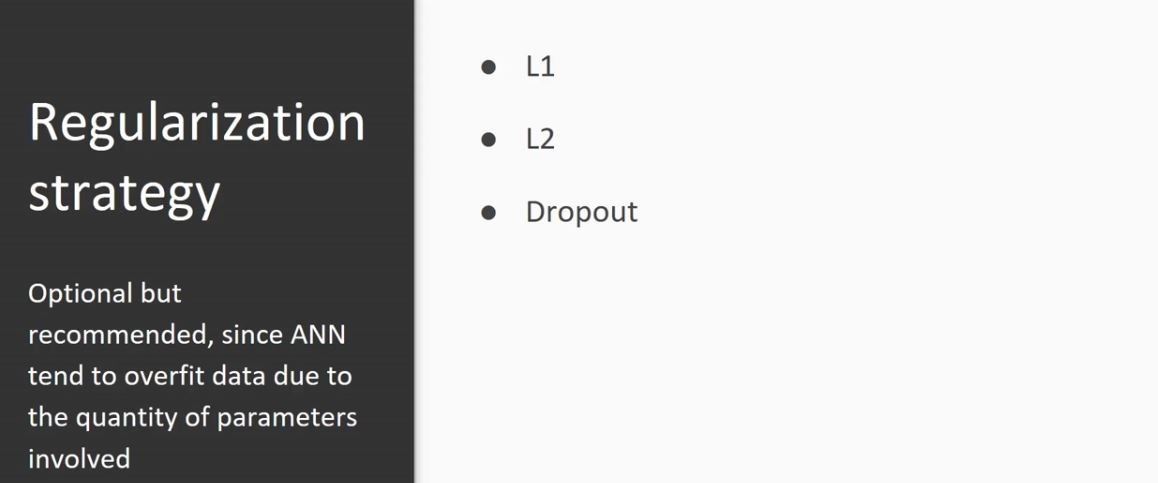 Regularization
strategy
Optional but
recommended, since ANN
tend to overfit data due to
the quantity of parameters
involved
● L1
● L2
● Dropout